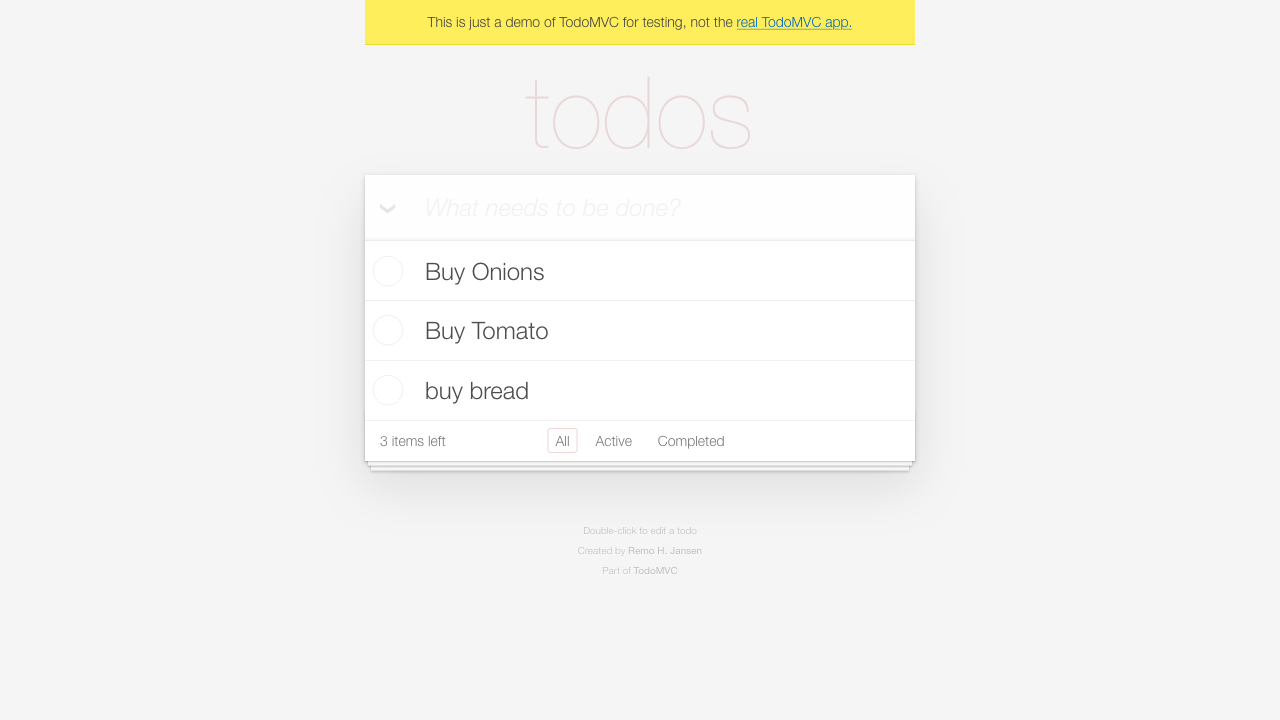 This is just a demo of TodoMVC for testing, not the real TodoMVC app.
todos
What needs to be done?
Buy Onions
Buy Tomato
buy bread
3 items left All Active Completed
Double-click to edit a todo
Created by Remo H. Jansen
Part of TodoMVC